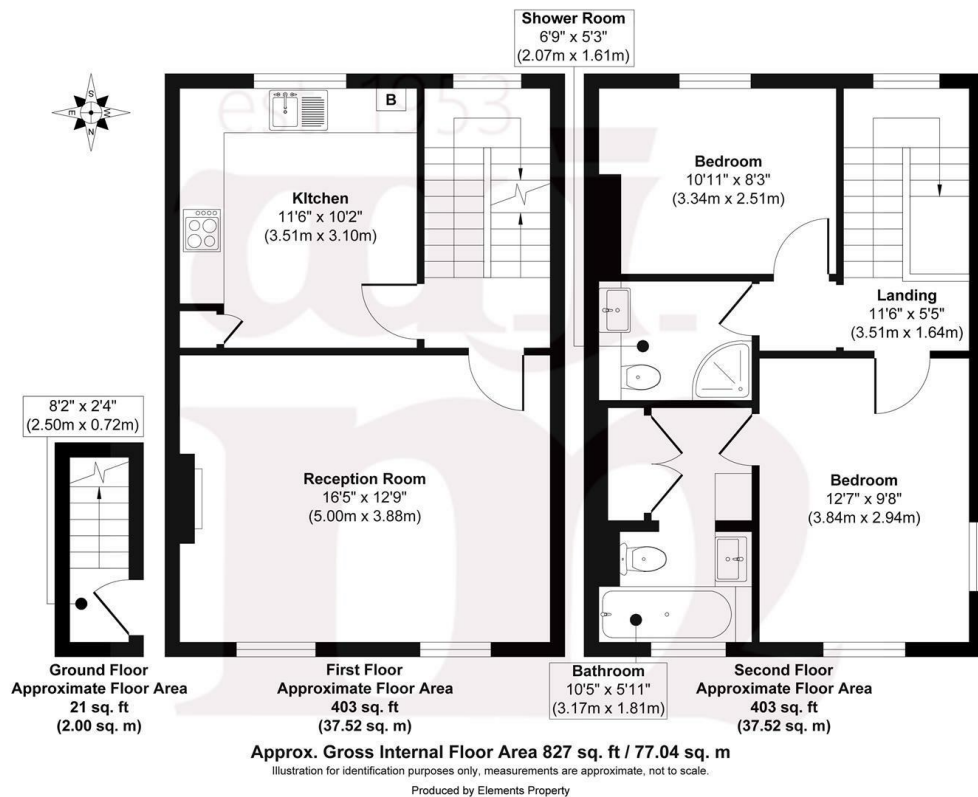 Shower Room
6'9" x 5'3"
(2.07m x 1.61m)
est. 1953
S
E
W
N
B
KItchen
11'6" x 10'2"
(3.51m x 3.10m)
Bedroom
10'11" x 8'3"
(3.34m x 2.51m)
Landing
11'6" x 5'5"
(3.51m x 1.64m)
8'2" x 2'4"
(2.50m x 0.72m)
Reception Room
16'5" x 12'9"
(5.00m x 3.88m)
Bedroom
12'7" x 9'8"
(3.84m x 2.94m)
Ground Floor
Approximate Floor Area
21 sq. ft
(2.00 sq. m)
First Floor
Approximate Floor Area
403 sq. ft
(37.52 sq. m)
Bathroom
10'5" x 5'11"
(3.17m x 1.81m)
Second Floor
Approximate Floor Area
403 sq. ft
(37.52 sq. m)
Approx. Gross Internal Floor Area 827 sq. ft / 77.04 sq. m
Illustration for identification purposes only, measurements are approximate, not to scale.
Produced by Elements Property